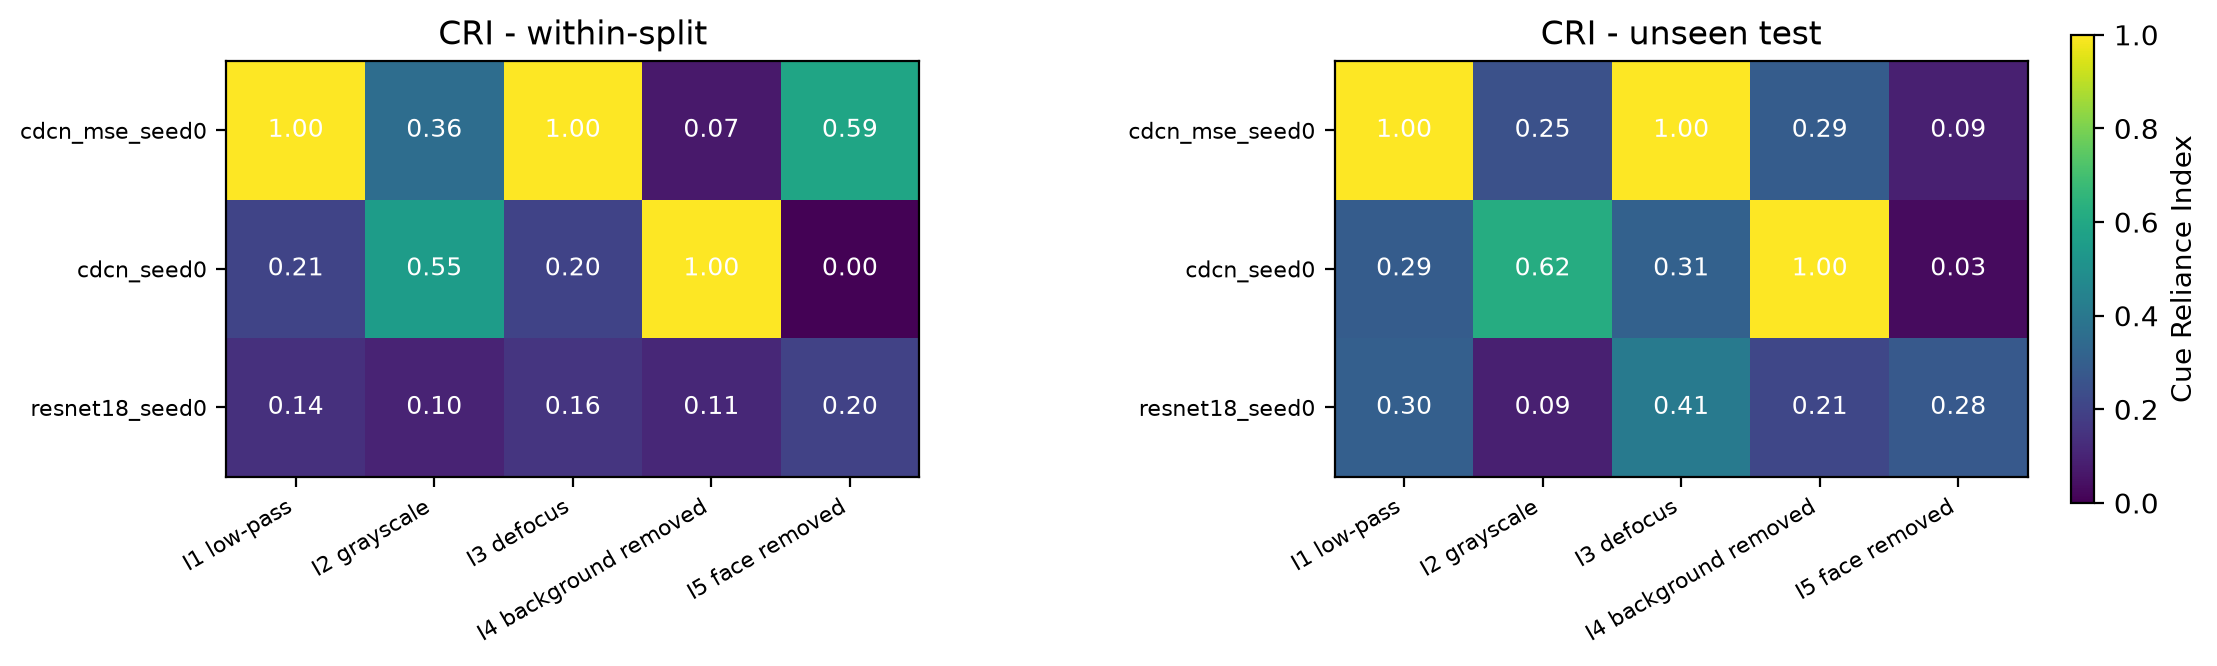 CRI - within-split
cdcn_mse_seed0
1.00 0.36 1.00 0.07 0.59
cdcn_seed0
0.21 0.55 0.20 1.00 0.00
resnet18_seed0
0.14 0.10 0.16 0.11 0.20
I1 low-pass
I2 grayscale
I3 defocus
I4 background removed
I5 face removed
CRI - unseen test
cdcn_mse_seed0
1.00 0.25 1.00 0.29 0.09
cdcn_seed0
0.29 0.62 0.31 1.00 0.03
resnet18_seed0
0.30 0.09 0.41 0.21 0.28
I1 low-pass
I2 grayscale
I3 defocus
I4 background removed
I5 face removed
1.0
0.8
0.6
0.4
0.2
0.0
Cue Reliance Index